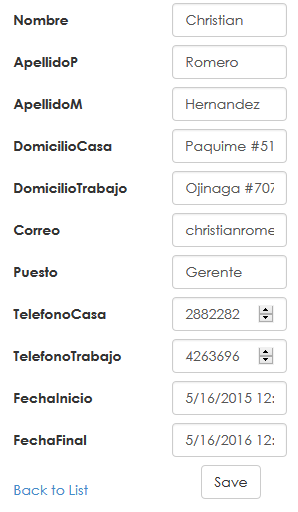 Nombre Christian
ApellidoP Romero
ApellidoM Hernandez
DomicilioCasa Paquime #51
DomicilioTrabajo Ojinaga #707
Correo christianrome
Puesto Gerente
TelefonoCasa 2882282
TelefonoTrabajo 4263696
FechaInicio 5/16/2015 12:
FechaFinal 5/16/2016 12:
Back to List Save